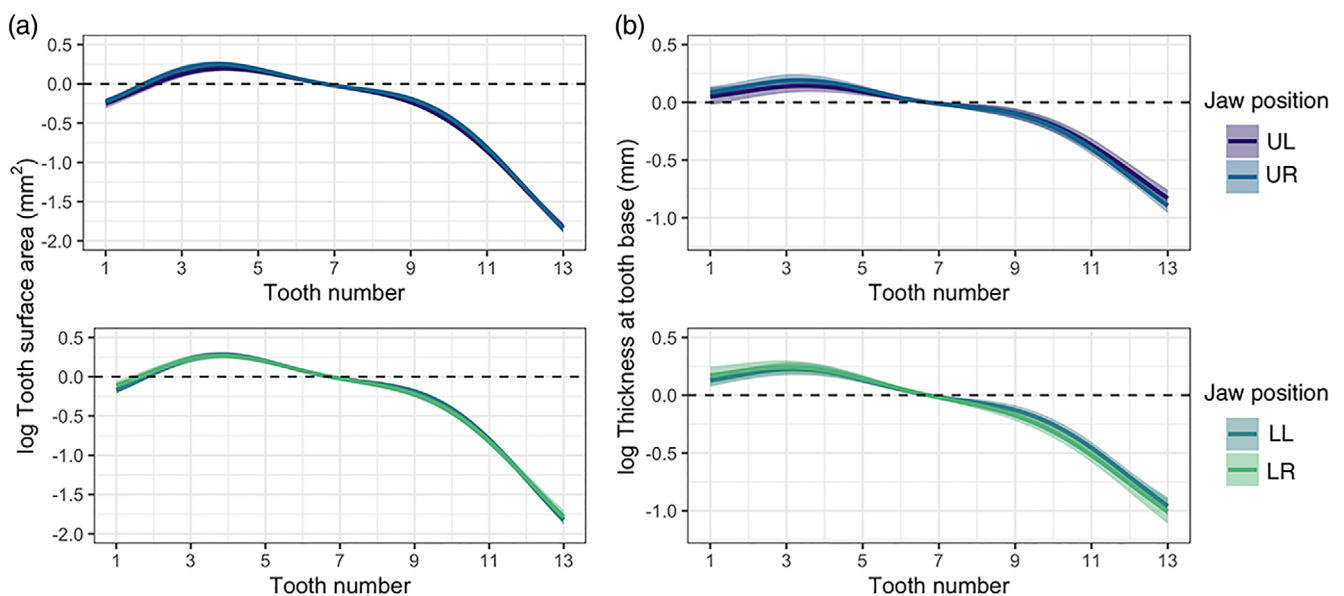 (a)
log Tooth surface area (mm²)
0.5
0.0
-0.5
-1.0
-1.5
-2.0
1 3 5 7 9 11 13
Tooth number
0.5
0.0
-0.5
-1.0
-1.5
-2.0
1 3 5 7 9 11 13
Tooth number
(b)
log Thickness at tooth base (mm)
0.5
0.0
-0.5
-1.0
1 3 5 7 9 11 13
Tooth number
Jaw position
UL
UR
0.5
0.0
-0.5
-1.0
1 3 5 7 9 11 13
Tooth number
Jaw position
LL
LR